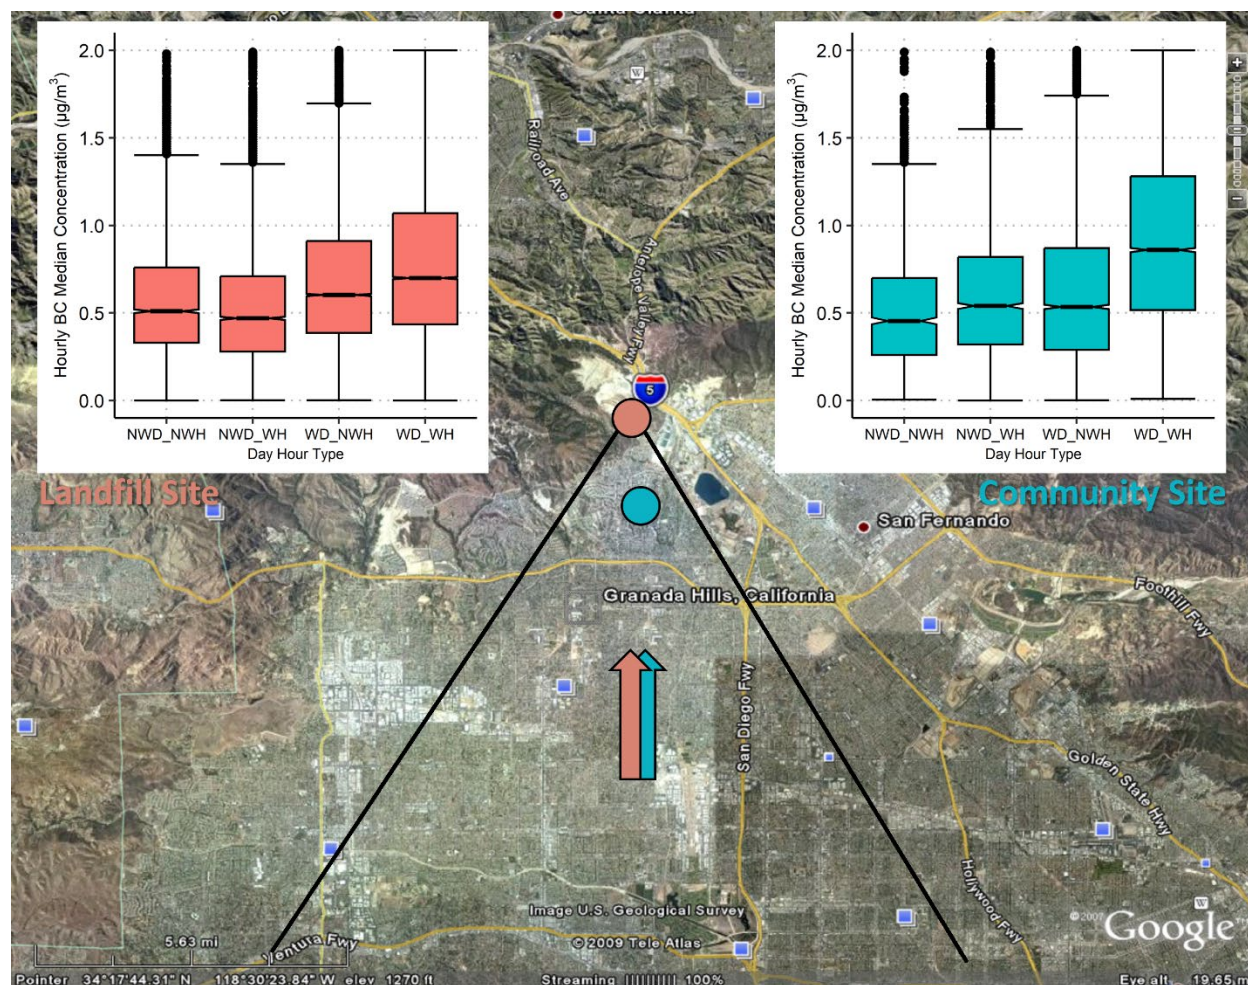 2.0
1.5
1.0
0.5
0.0
Hourly BC Median Concentration (µg/m³)
NWD_NWH NWD_WH WD_NWH WD_WH
Day Hour Type
Landfill Site
2.0
1.5
1.0
0.5
0.0
Hourly BC Median Concentration (µg/m³)
NWD_NWH NWD_WH WD_NWH WD_WH
Day Hour Type
Community Site
W
Railroad Ave
Antelope Valley Fwy
5
San Fernando
Granada Hills, California
Foothill Fwy
San Diego Fwy
Golden State Hwy
Hollywood Fwy
Ventura Fwy
W
Image U.S. Geological Survey
© 2009 Tele Atlas
©2007 Google™
5.63 mi
Pointer 34°17'44.31" N 118°30'23.84" W elev 1270 ft
Streaming |||||||||| 100%
Eye alt 19.65 m